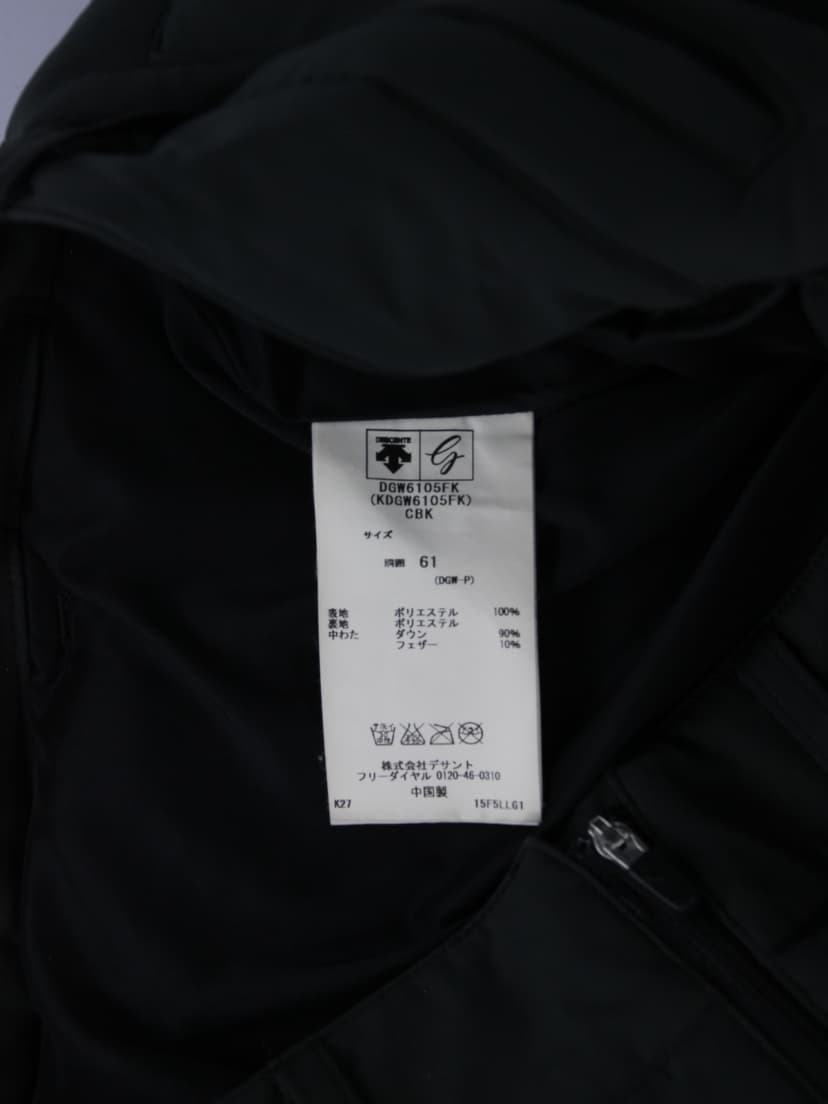 DESCENTE
DGW6105FK
(KDGW6105FK)
CBK
サイズ
胴囲 61
(DGW-P)
表地 ポリエステル 100%
裏地 ポリエステル
中わた ダウン 90%
フェザー 10%
株式会社デサント
フリーダイヤル 0120-46-0310
中国製
K27 15F5LLG1